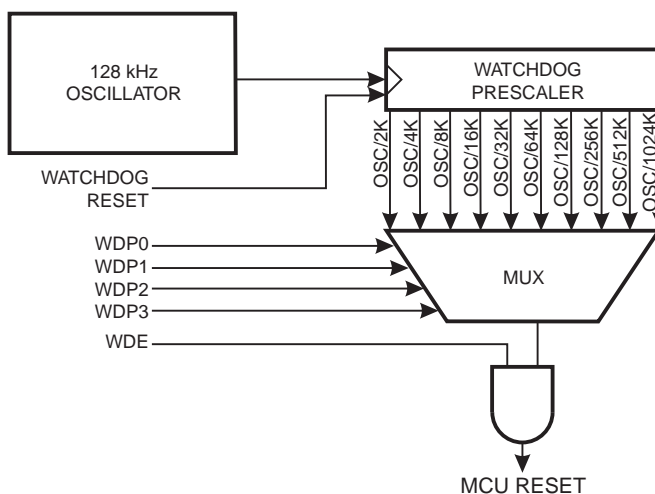 128 kHz
OSCILLATOR
WATCHDOG
PRESCALER
OSC/2K
OSC/4K
OSC/8K
OSC/16K
OSC/32K
OSC/64K
OSC/128K
OSC/256K
OSC/512K
OSC/1024K
WATCHDOG
RESET
WDP0
WDP1
WDP2
WDP3
WDE
MUX
MCU RESET